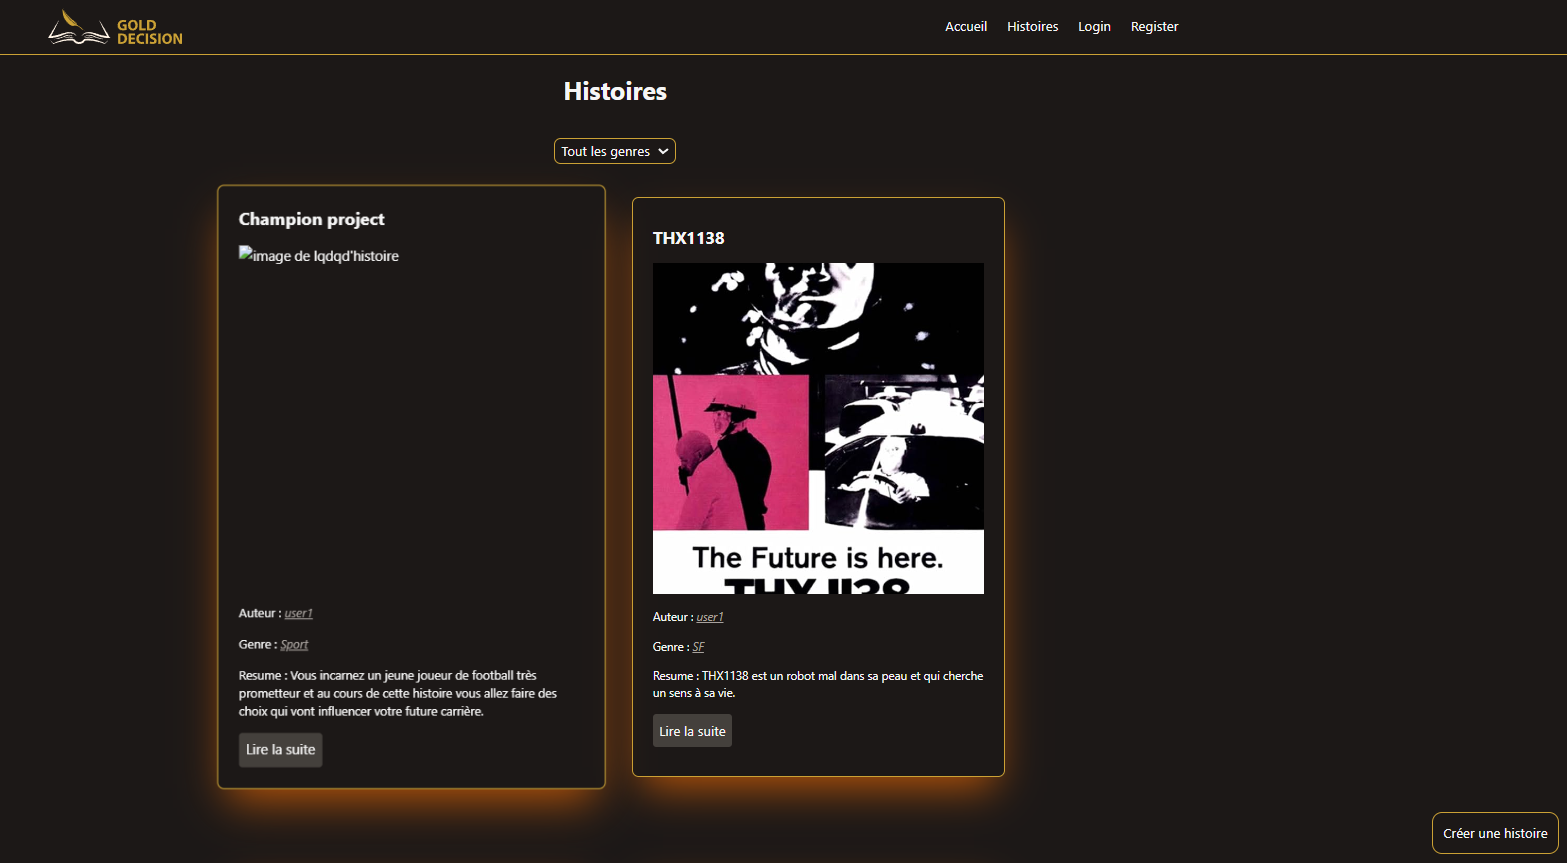 GOLD
DECISION
Accueil
Histoires
Login
Register
Histoires
Tout les genres
Champion project
image de lqdqd'histoire
Auteur : user1
Genre : Sport
Resume : Vous incarnez un jeune joueur de football très
prometteur et au cours de cette histoire vous allez faire des
choix qui vont influencer votre future carrière.
Lire la suite
THX1138
The Future is here.
THX 1138
Auteur : user1
Genre : SF
Resume : THX1138 est un robot mal dans sa peau et qui cherche
un sens à sa vie.
Lire la suite
Créer une histoire